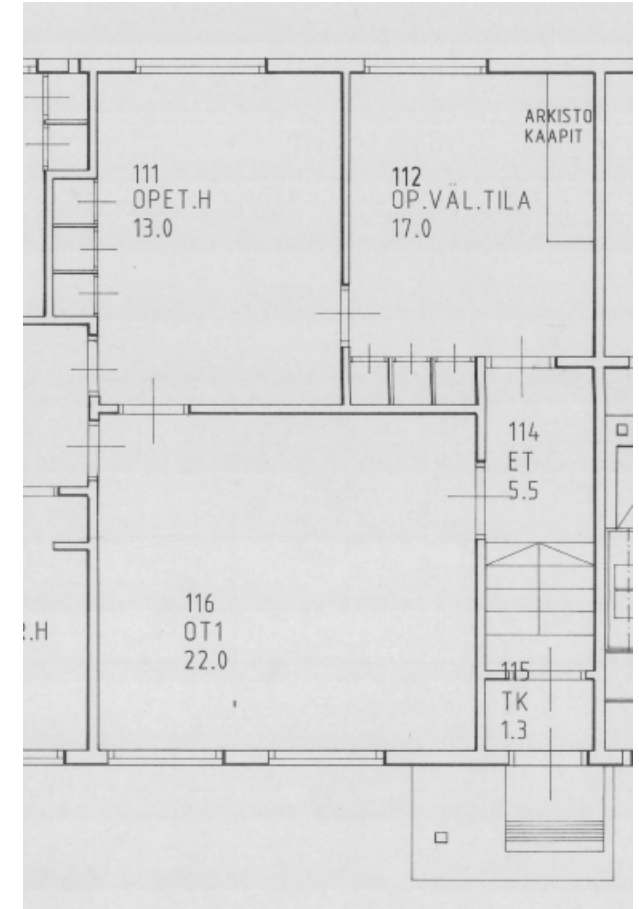 ARKISTO
KAAPIT
111
OPET.H
13.0
112
OP.VÄL.TILA
17.0
114
ET
5.5
116
OT1
22.0
.H
115
TK
1.3